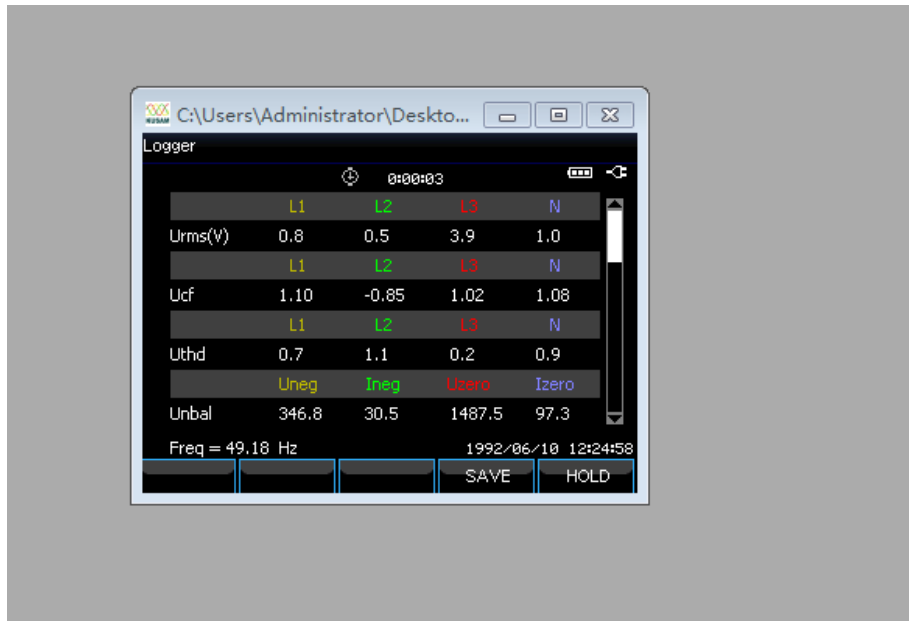 C:\Users\Administrator\Deskto...
Logger
0:00:03
L1 L2 L3 N
Urms(V) 0.8 0.5 3.9 1.0
L1 L2 L3 N
Ucf 1.10 -0.85 1.02 1.08
L1 L2 L3 N
Uthd 0.7 1.1 0.2 0.9
Uneg Ineg Uzero Izero
Unbal 346.8 30.5 1487.5 97.3
Freq = 49.18 Hz 1992/06/10 12:24:58
SAVE HOLD